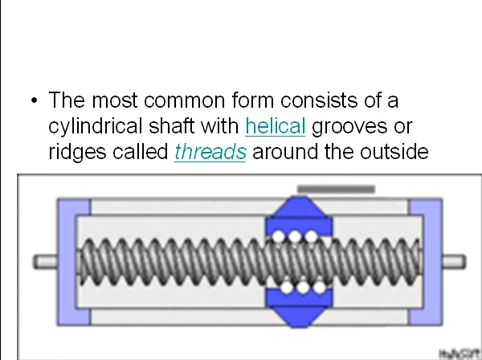 • The most common form consists of a
cylindrical shaft with helical grooves or
ridges called threads around the outside